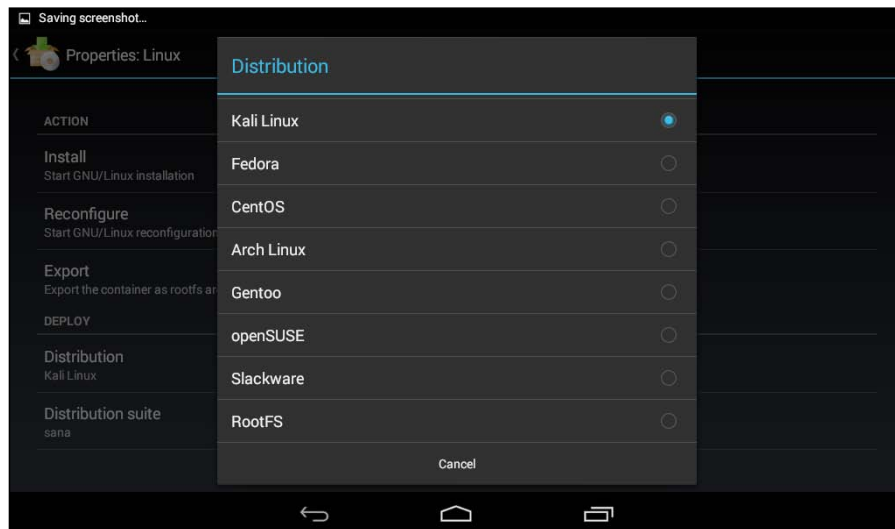 Saving screenshot...
Properties: Linux
ACTION
Install
Start GNU/Linux installation
Reconfigure
Start GNU/Linux reconfiguration
Export
Export the container as rootfs ar
DEPLOY
Distribution
Kali Linux
Distribution suite
sana
Distribution
Kali Linux
Fedora
CentOS
Arch Linux
Gentoo
openSUSE
Slackware
RootFS
Cancel